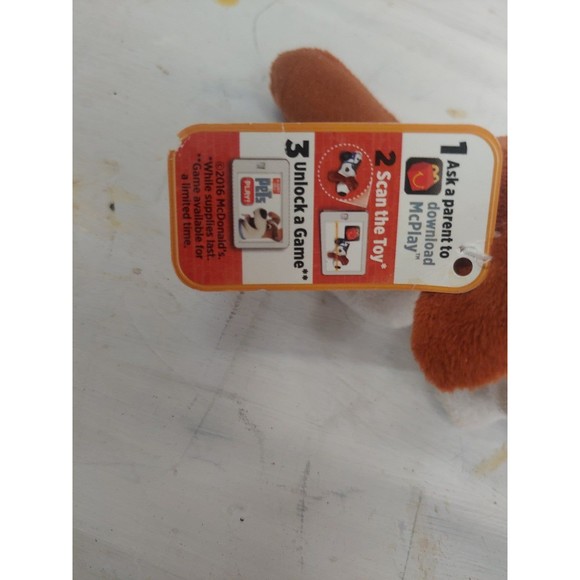 1 Ask a parent to
download
McPlay™
2 Scan the Toy*
3 Unlock a Game**
Pets
PLAY!
©2016 McDonald's.
*While supplies last.
**Game available for
a limited time.